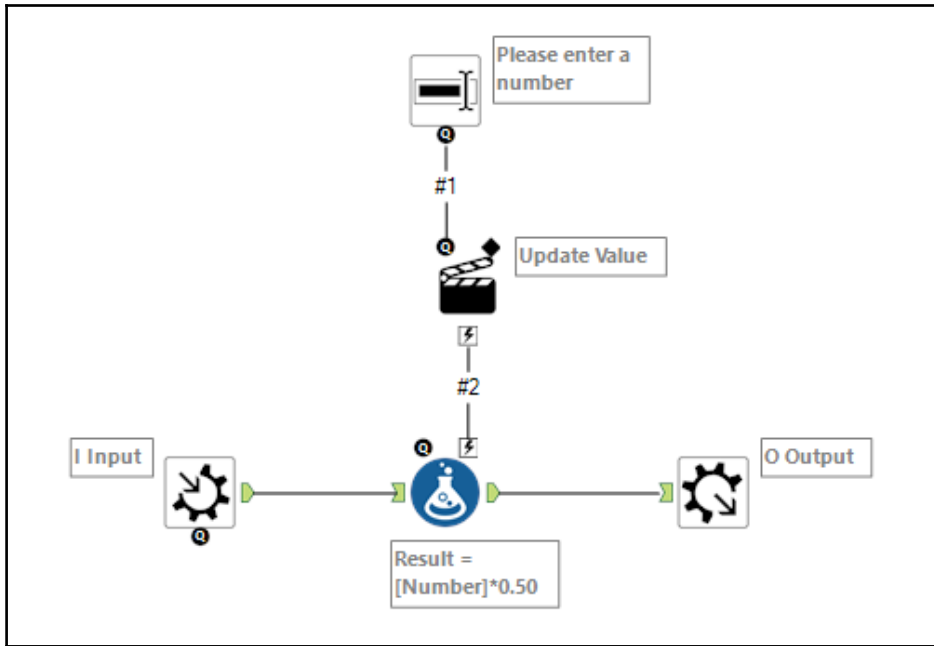 Please enter a
number
Q
#1
Q
Update Value
#2
I Input
Q
O Output
Q
Result =
[Number]*0.50